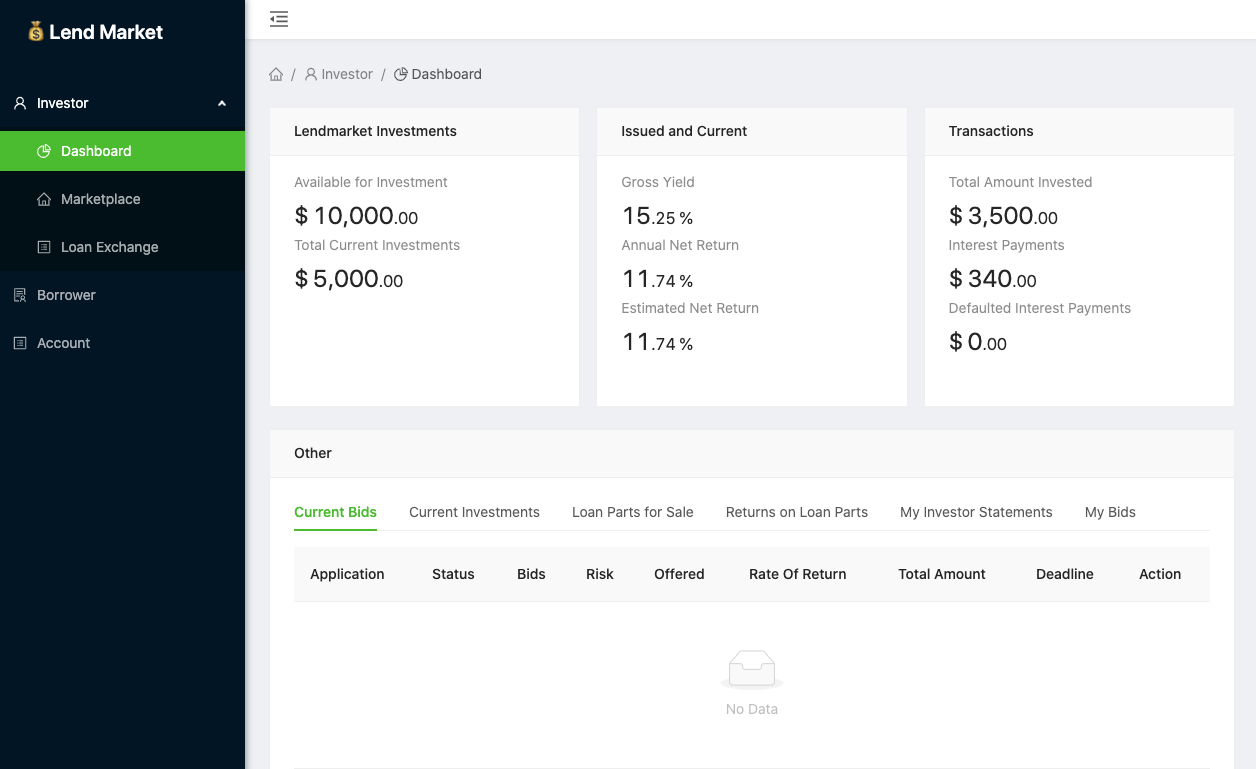 💰 Lend Market
Investor
Dashboard
Marketplace
Loan Exchange
Borrower
Account
/ Investor / Dashboard
Lendmarket Investments
Available for Investment
$ 10,000.00
Total Current Investments
$ 5,000.00
Issued and Current
Gross Yield
15.25 %
Annual Net Return
11.74 %
Estimated Net Return
11.74 %
Transactions
Total Amount Invested
$ 3,500.00
Interest Payments
$ 340.00
Defaulted Interest Payments
$ 0.00
Other
Current Bids Current Investments Loan Parts for Sale Returns on Loan Parts My Investor Statements My Bids
Application Status Bids Risk Offered Rate Of Return Total Amount Deadline Action
No Data